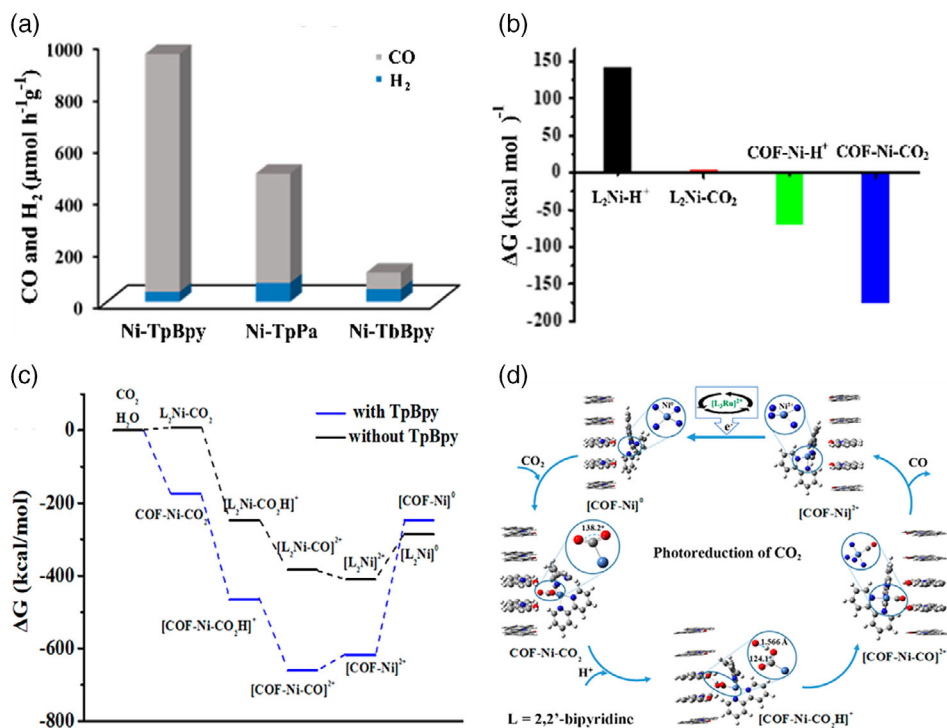 (a)
1000
800
600
400
200
0
CO and H₂ (μmol h⁻¹g⁻¹)
CO
H₂
Ni-TpBpy
Ni-TpPa
Ni-TbBpy
(b)
ΔG (kcal mol )⁻¹
150
100
50
0
-50
-100
-150
-200
COF-Ni-H⁺ COF-Ni-CO₂
L₂Ni-H⁺ L₂Ni-CO₂
(c)
ΔG (kcal/mol)
0
-200
-400
-600
-800
CO₂
H₂O
L₂Ni-CO₂
with TpBpy
without TpBpy
COF-Ni-CO₂
[L₂Ni-CO₂H]⁺
[L₂Ni-CO]²⁺
[L₂Ni]²⁺
[COF-Ni]⁰
[L₂Ni]⁰
[COF-Ni-CO₂H]⁺
[COF-Ni-CO]²⁺
[COF-Ni]²⁺
(d)
Ni⁰
[L₃Ru]²⁺
e⁻
Ni²⁺
CO₂
[COF-Ni]⁰
[COF-Ni]²⁺
CO
138.2°
Photoreduction of CO₂
COF-Ni-CO₂
H⁺
1.566 Å
124.1°
[COF-Ni-CO]²⁺
L = 2,2'-bipyridine
[COF-Ni-CO₂H]⁺